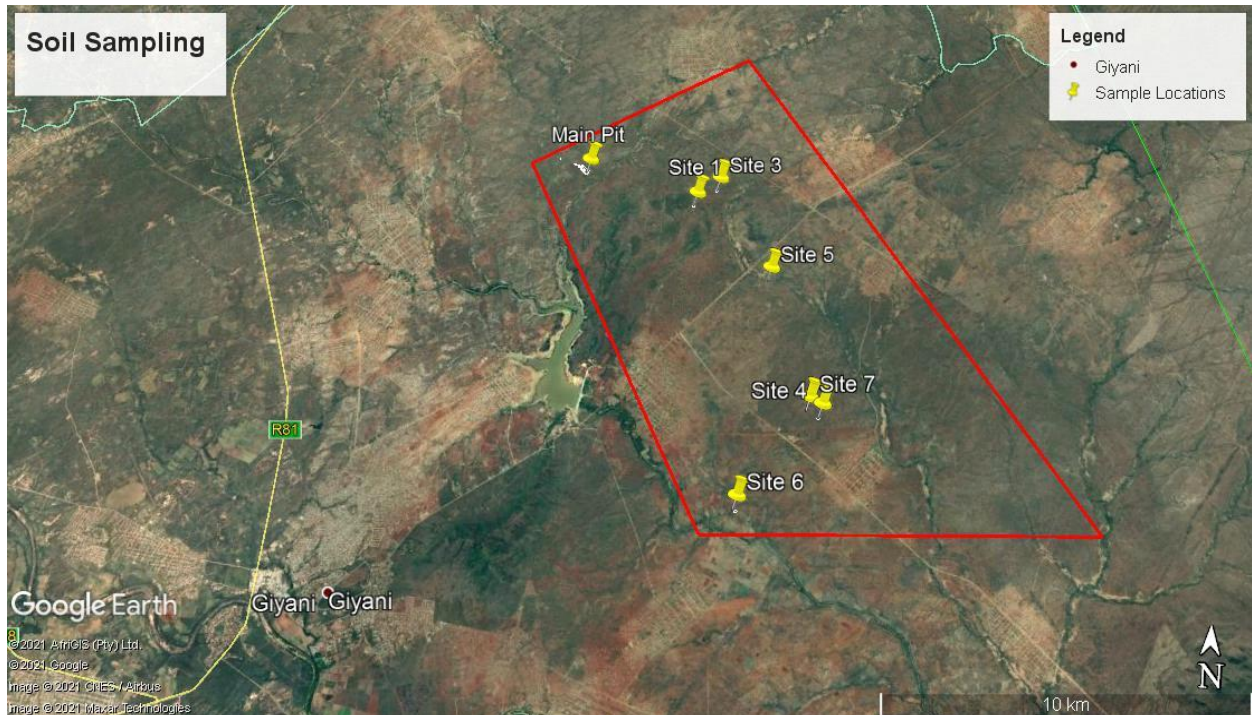 Soil Sampling
Legend
Giyani
Sample Locations
Main Pit
Site 1
Site 3
Site 5
Site 4
Site 7
Site 6
R81
Giyani
Giyani
Google Earth
8
©2021 AfriGIS (Pty) Ltd.
©2021 Google
Image ©2021 CNES / Airbus
Image ©2021 Maxar Technologies
N
10 km